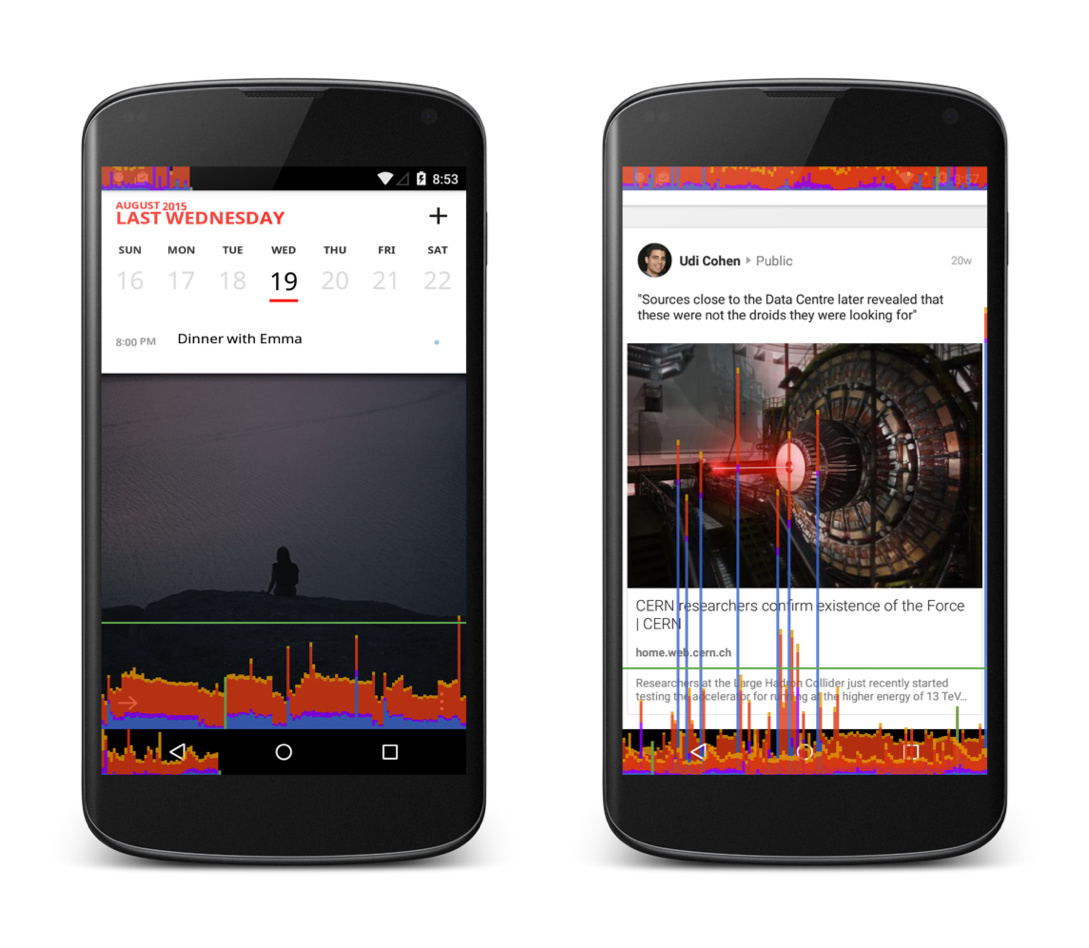 8:53
AUGUST 2015
LAST WEDNESDAY
+
SUN MON TUE WED THU FRI SAT
16 17 18 19 20 21 22
8:00 PM Dinner with Emma
8:57
Udi Cohen Public 20w
"Sources close to the Data Centre later revealed that
these were not the droids they were looking for"
CERN researchers confirm existence of the Force
| CERN
home.web.cern.ch
Researchers at the Large Hadron Collider just recently started
testing the accelerator for running at the higher energy of 13 TeV...